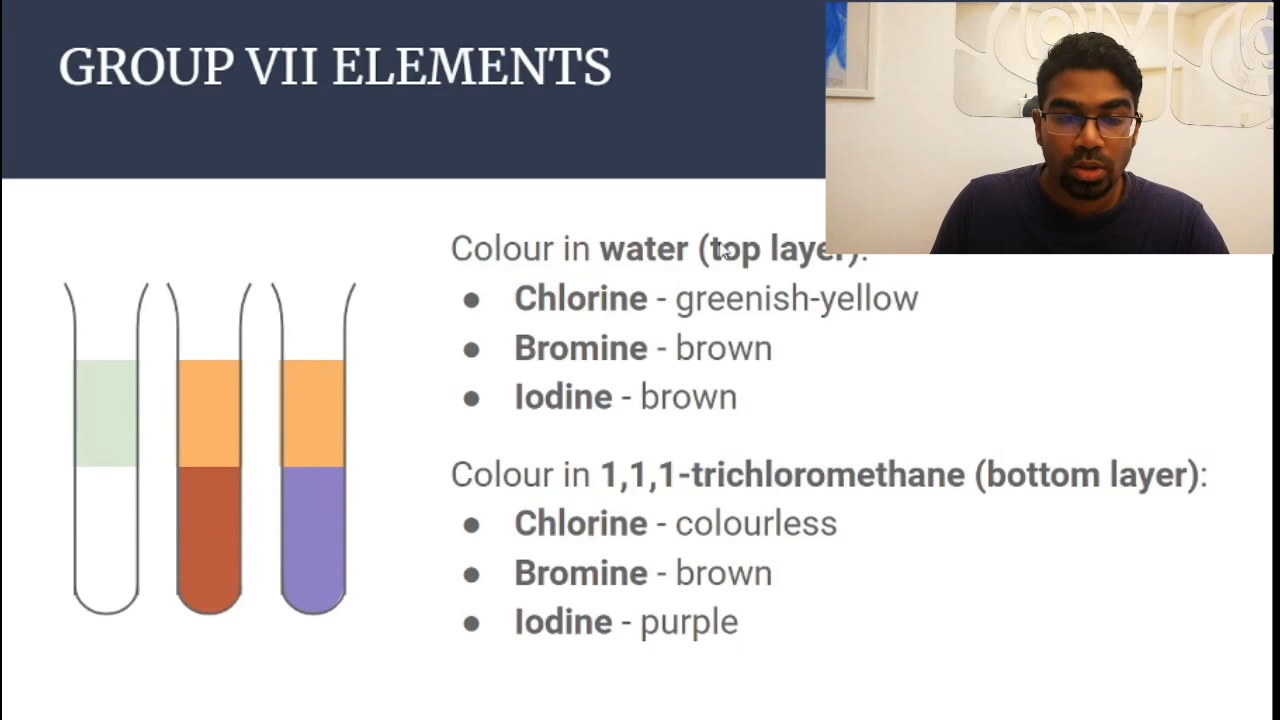 GROUP VII ELEMENTS
Colour in water (top layer):
● Chlorine - greenish-yellow
● Bromine - brown
● Iodine - brown
Colour in 1,1,1-trichloromethane (bottom layer):
● Chlorine - colourless
● Bromine - brown
● Iodine - purple